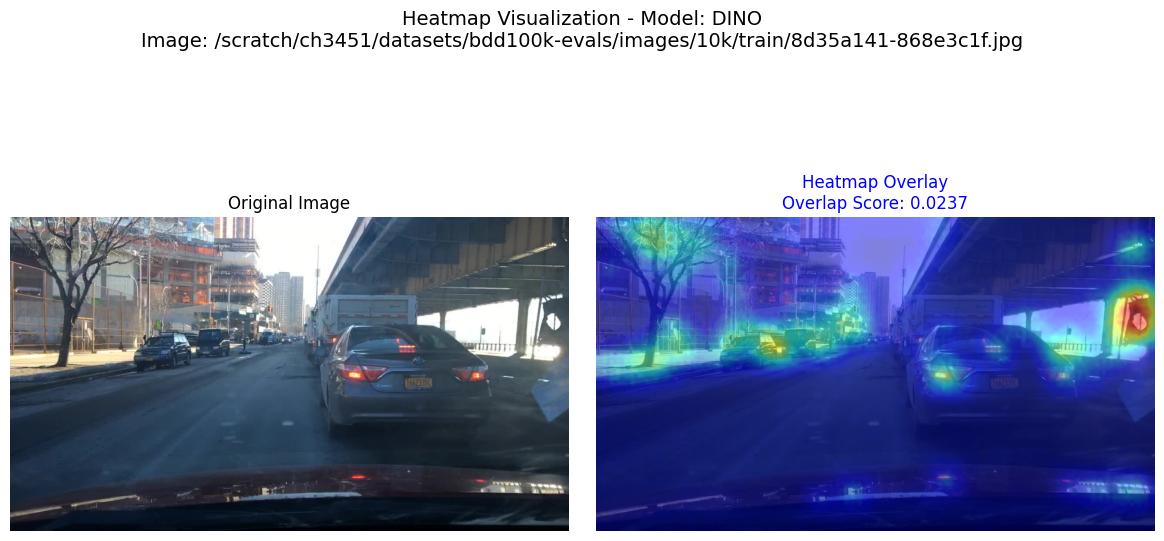 Heatmap Visualization - Model: DINO
Image: /scratch/ch3451/datasets/bdd100k-evals/images/10k/train/8d35a141-868e3c1f.jpg
Original Image
Heatmap Overlay
Overlap Score: 0.0237